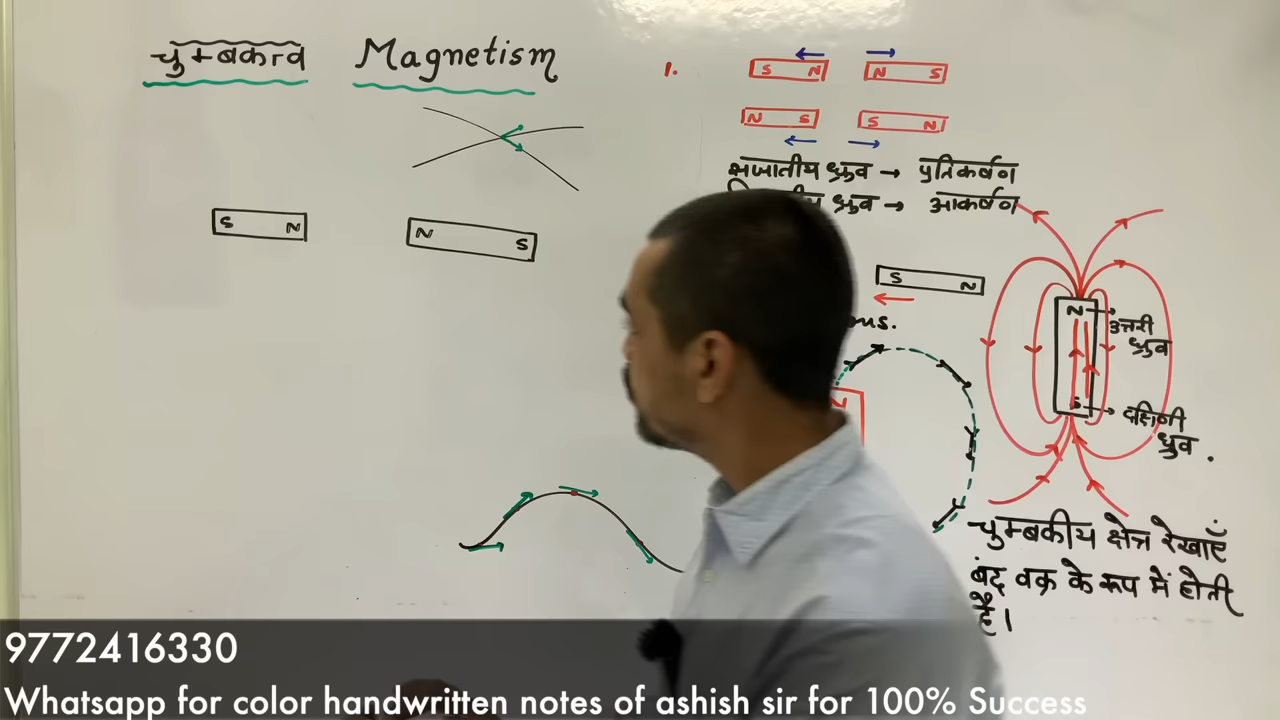 चुम्बकत्व Magnetism
1.
S N N S
N S S N
सजातीय ध्रुव → प्रतिकर्षण
ध्रुव → आकर्षण
S N N S
S N
N
उत्तरी
ध्रुव
S
दक्षिणी
ध्रुव .
चुम्बकीय क्षेत्र रेखाएँ
बंद वक्र के रूप में होती
है।
9772416330
Whatsapp for color handwritten notes of ashish sir for 100% Success